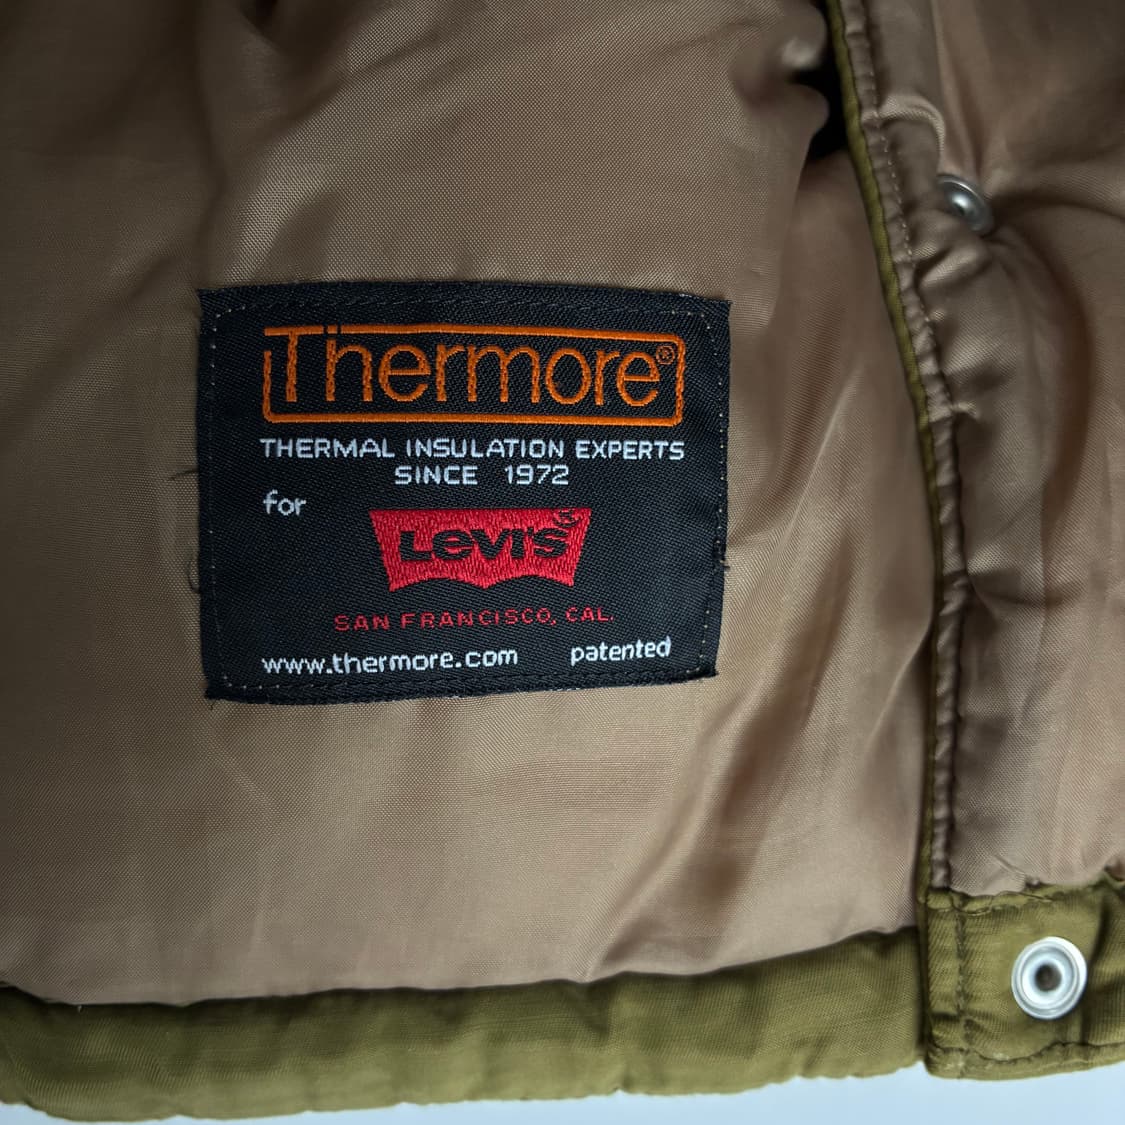 Thermore®
THERMAL INSULATION EXPERTS
SINCE 1972
for
Levi's®
SAN FRANCISCO, CAL.
www.thermore.com patented